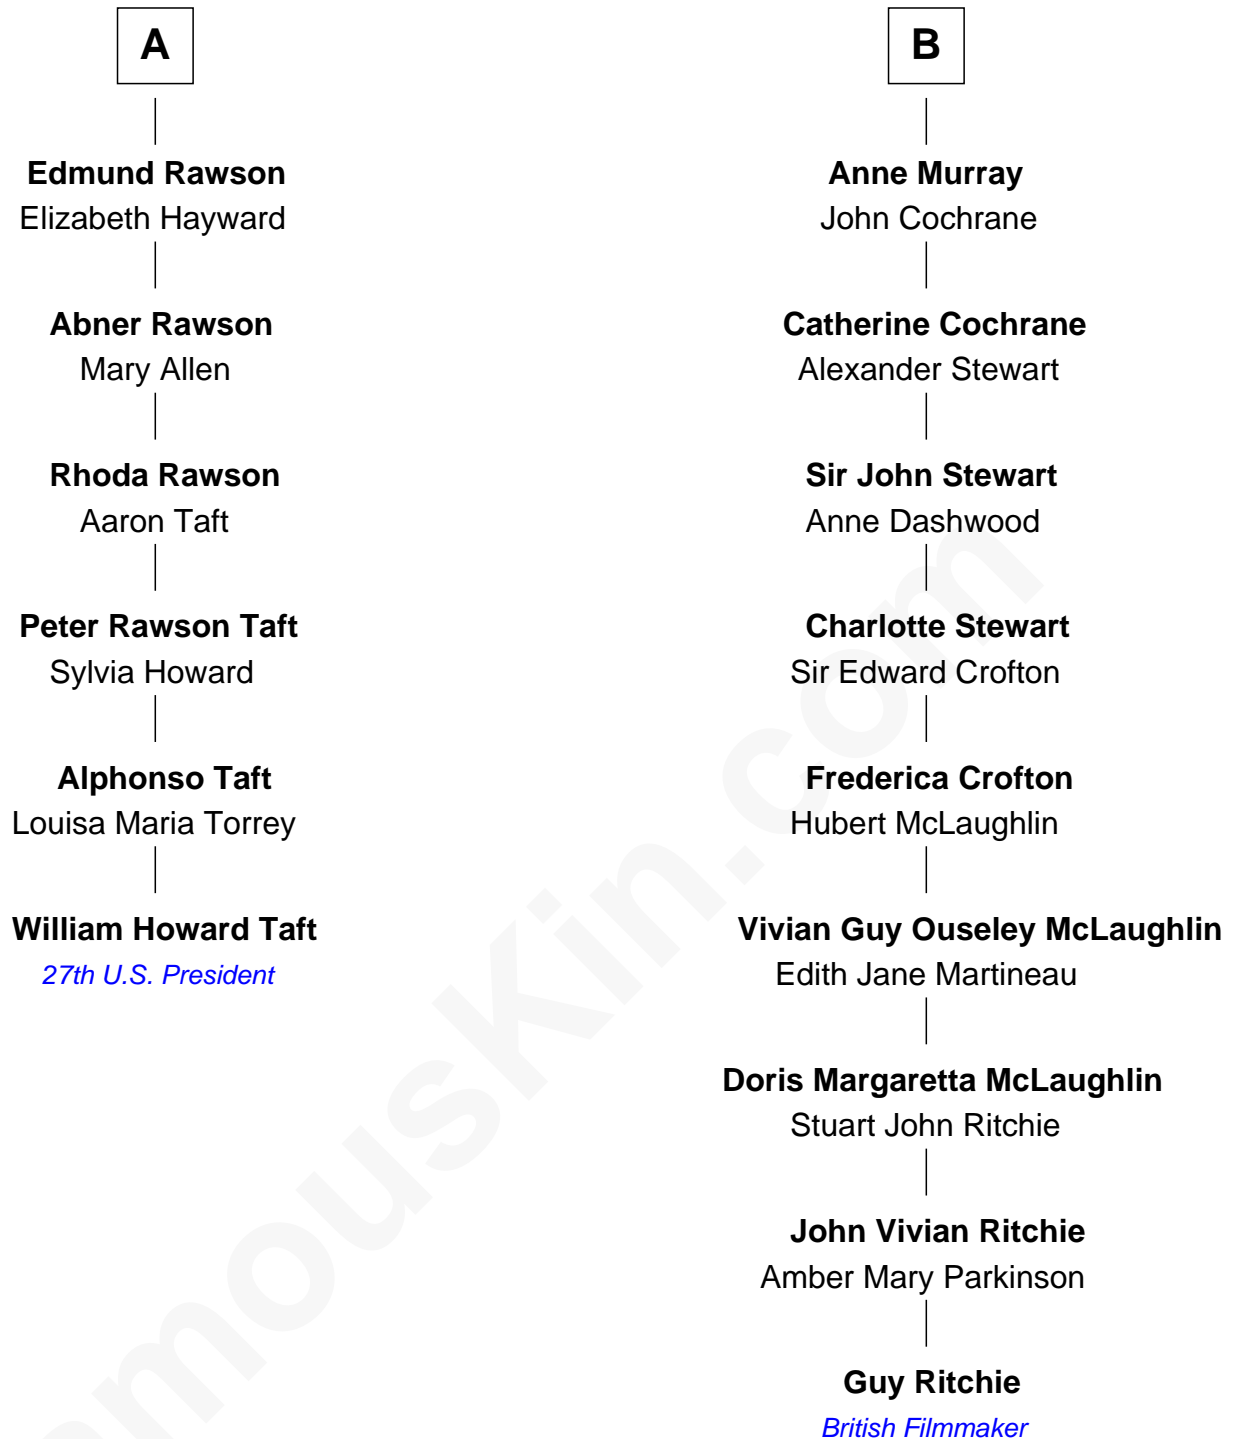 A
Edmund Rawson
Elizabeth Hayward
Abner Rawson
Mary Allen
Rhoda Rawson
Aaron Taft
Peter Rawson Taft
Sylvia Howard
Alphonso Taft
Louisa Maria Torrey
William Howard Taft
27th U.S. President
B
Anne Murray
John Cochrane
Catherine Cochrane
Alexander Stewart
Sir John Stewart
Anne Dashwood
Charlotte Stewart
Sir Edward Crofton
Frederica Crofton
Hubert McLaughlin
Vivian Guy Ouseley McLaughlin
Edith Jane Martineau
Doris Margaretta McLaughlin
Stuart John Ritchie
John Vivian Ritchie
Amber Mary Parkinson
Guy Ritchie
British Filmmaker
amousKin.com